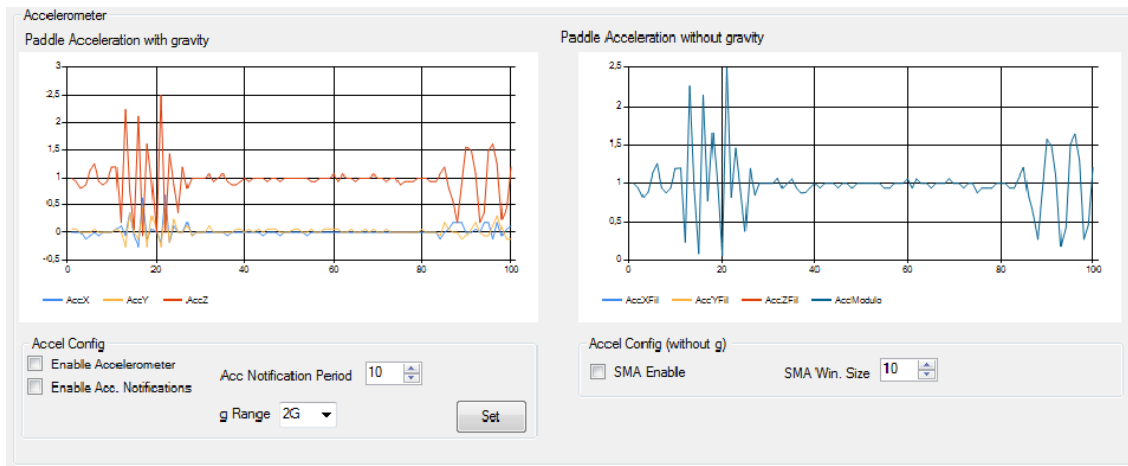 Accelerometer
Paddle Acceleration with gravity
3
2,5
2
1,5
1
0,5
0
-0,5
0 20 40 60 80 100
AccX AccY AccZ
Paddle Acceleration without gravity
2,5
2
1,5
1
0,5
0
0 20 40 60 80 100
AccXFil AccYFil AccZFil AccModulo
Accel Config
Enable Accelerometer
Enable Acc. Notifications
Acc Notification Period 10
g Range 2G
Set
Accel Config (without g)
SMA Enable SMA Win. Size 10